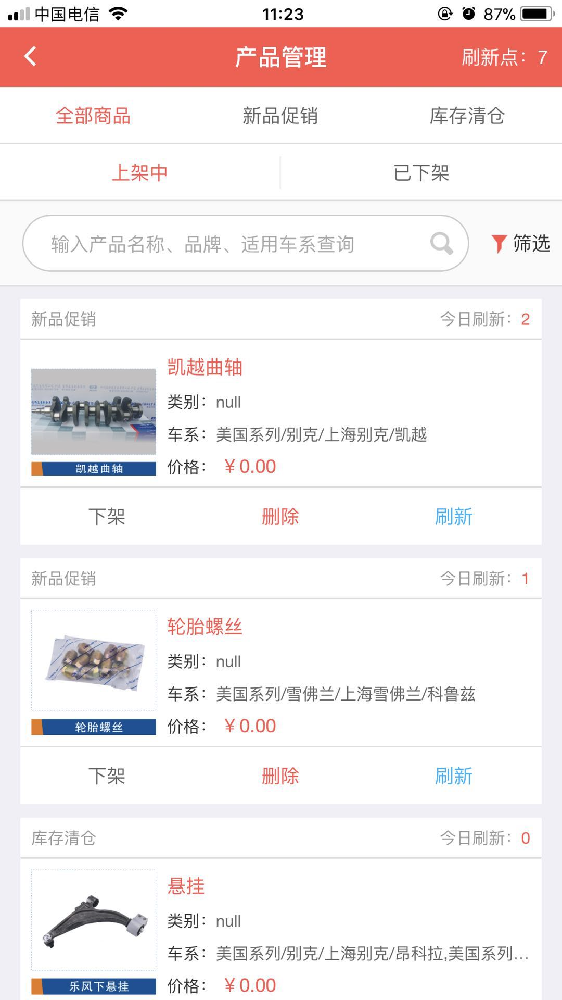 中国电信 11:23 87%
产品管理 刷新点：7
全部商品 新品促销 库存清仓
上架中 已下架
输入产品名称、品牌、适用车系查询 筛选
新品促销 今日刷新：2
凯越曲轴
类别：null
车系：美国系列/别克/上海别克/凯越
凯越曲轴 价格：￥0.00
下架 删除 刷新
新品促销 今日刷新：1
轮胎螺丝
类别：null
车系：美国系列/雪佛兰/上海雪佛兰/科鲁兹
轮胎螺丝 价格：￥0.00
下架 删除 刷新
库存清仓 今日刷新：0
悬挂
类别：null
车系：美国系列/别克/上海别克/昂科拉,美国系列...
乐风下悬挂 价格：￥0.00